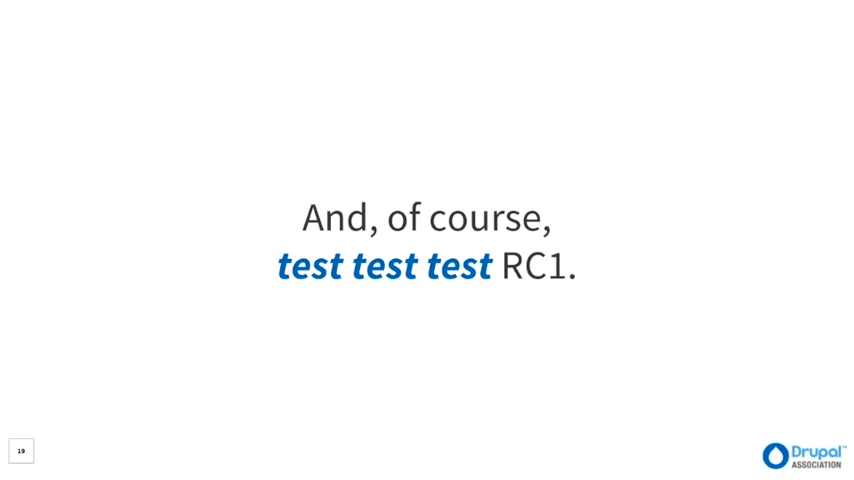 And, of course,
test test test RC1.
19
Drupal™
ASSOCIATION